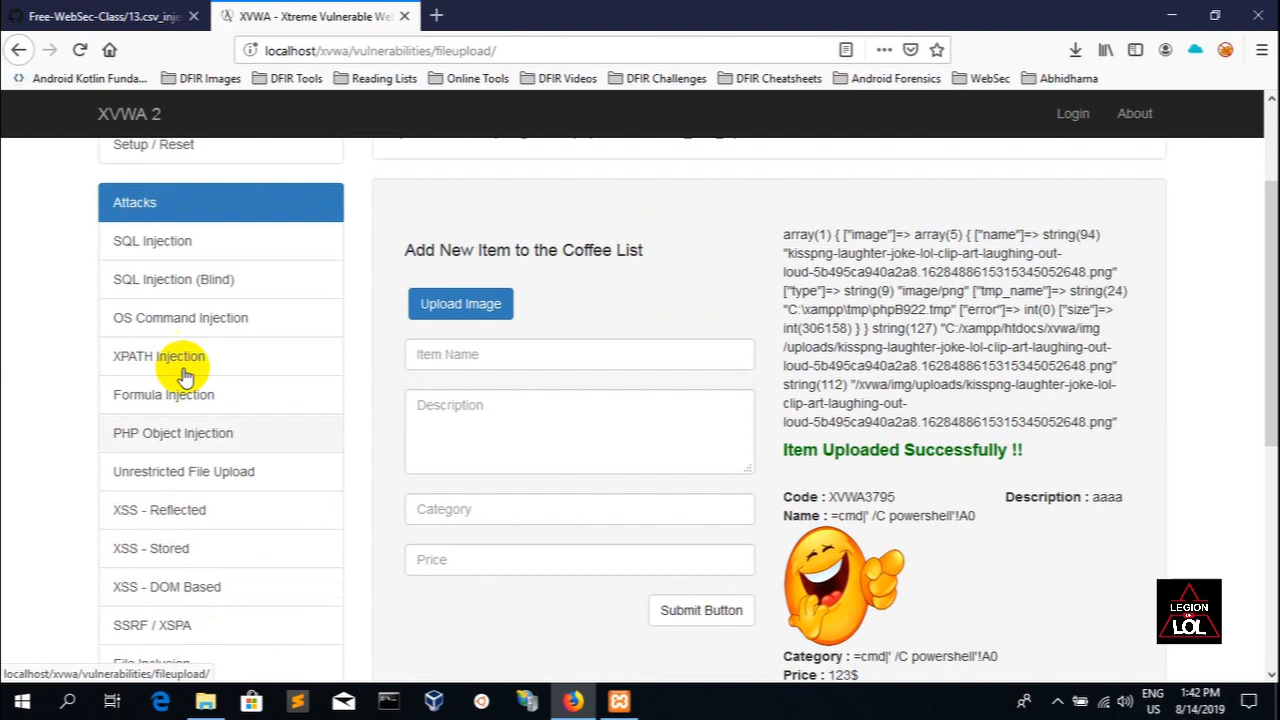 Free-WebSec-Class/13.csv_inj
XVWA - Xtreme Vulnerable We
localhost/xvwa/vulnerabilities/fileupload/
Android Kotlin Funda...
DFIR Images
DFIR Tools
Reading Lists
Online Tools
DFIR Videos
DFIR Challenges
DFIR Cheatsheets
Android Forensics
WebSec
Abhidhama
XVWA 2
Login
About
Setup / Reset
Attacks
SQL Injection
SQL Injection (Blind)
OS Command Injection
XPATH Injection
Formula Injection
PHP Object Injection
Unrestricted File Upload
XSS - Reflected
XSS - Stored
XSS - DOM Based
SSRF / XSPA
File Inclusion
Add New Item to the Coffee List
Upload Image
Item Name
Description
Category
Price
Submit Button
array(1) { ["image"]=> array(5) { ["name"]=> string(94)
"kisspng-laughter-joke-lol-clip-art-laughing-out-
loud-5b495ca940a2a8.1628488615315345052648.png"
["type"]=> string(9) "image/png" ["tmp_name"]=> string(24)
"C:\xampp\tmp\phpB922.tmp" ["error"]=> int(0) ["size"]=>
int(306158) } } string(127) "C:/xampp/htdocs/xvwa/img
/uploads/kisspng-laughter-joke-lol-clip-art-laughing-out-
loud-5b495ca940a2a8.1628488615315345052648.png"
string(112) "/xvwa/img/uploads/kisspng-laughter-joke-lol-
clip-art-laughing-out-
loud-5b495ca940a2a8.1628488615315345052648.png"
Item Uploaded Successfully !!
Code : XVWA3795
Description : aaaa
Name : =cmd|' /C powershell'!A0
Category : =cmd|' /C powershell'!A0
Price : 123$
LEGION
OF
LOL
localhost/xvwa/vulnerabilities/fileupload/
ENG
US
1:42 PM
8/14/2019